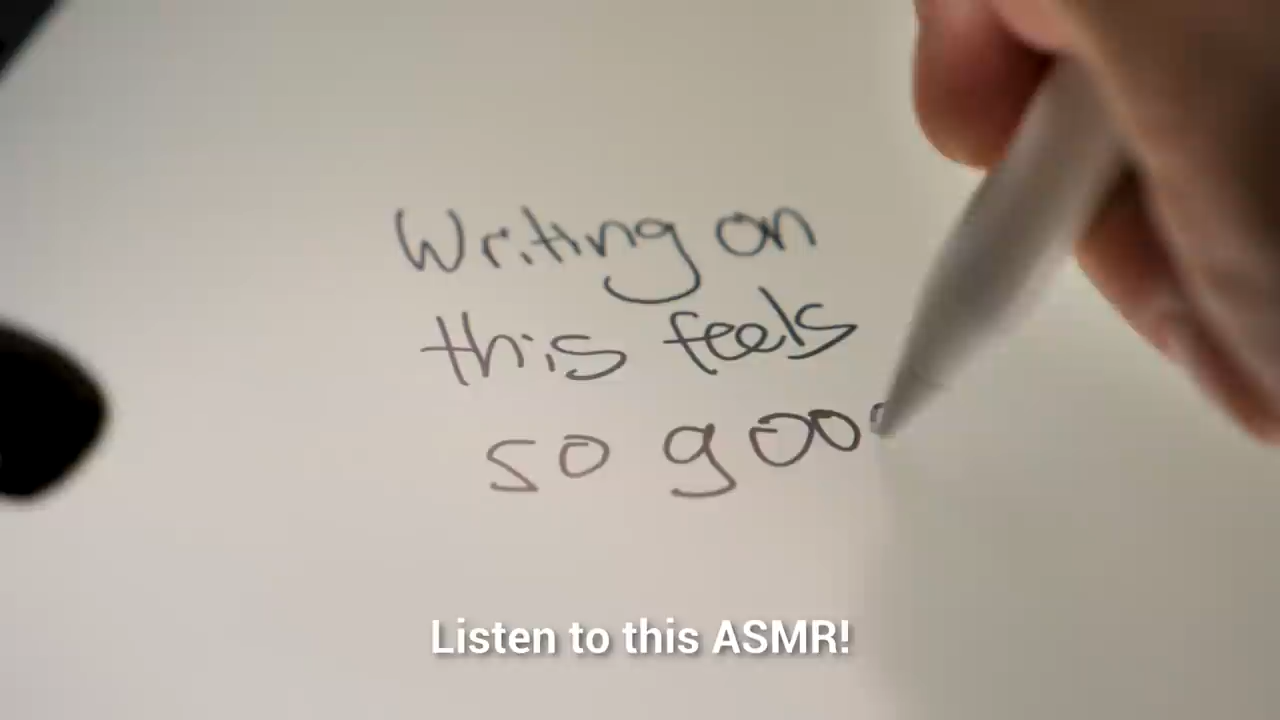 Writing on
this feels
so goo
Listen to this ASMR!